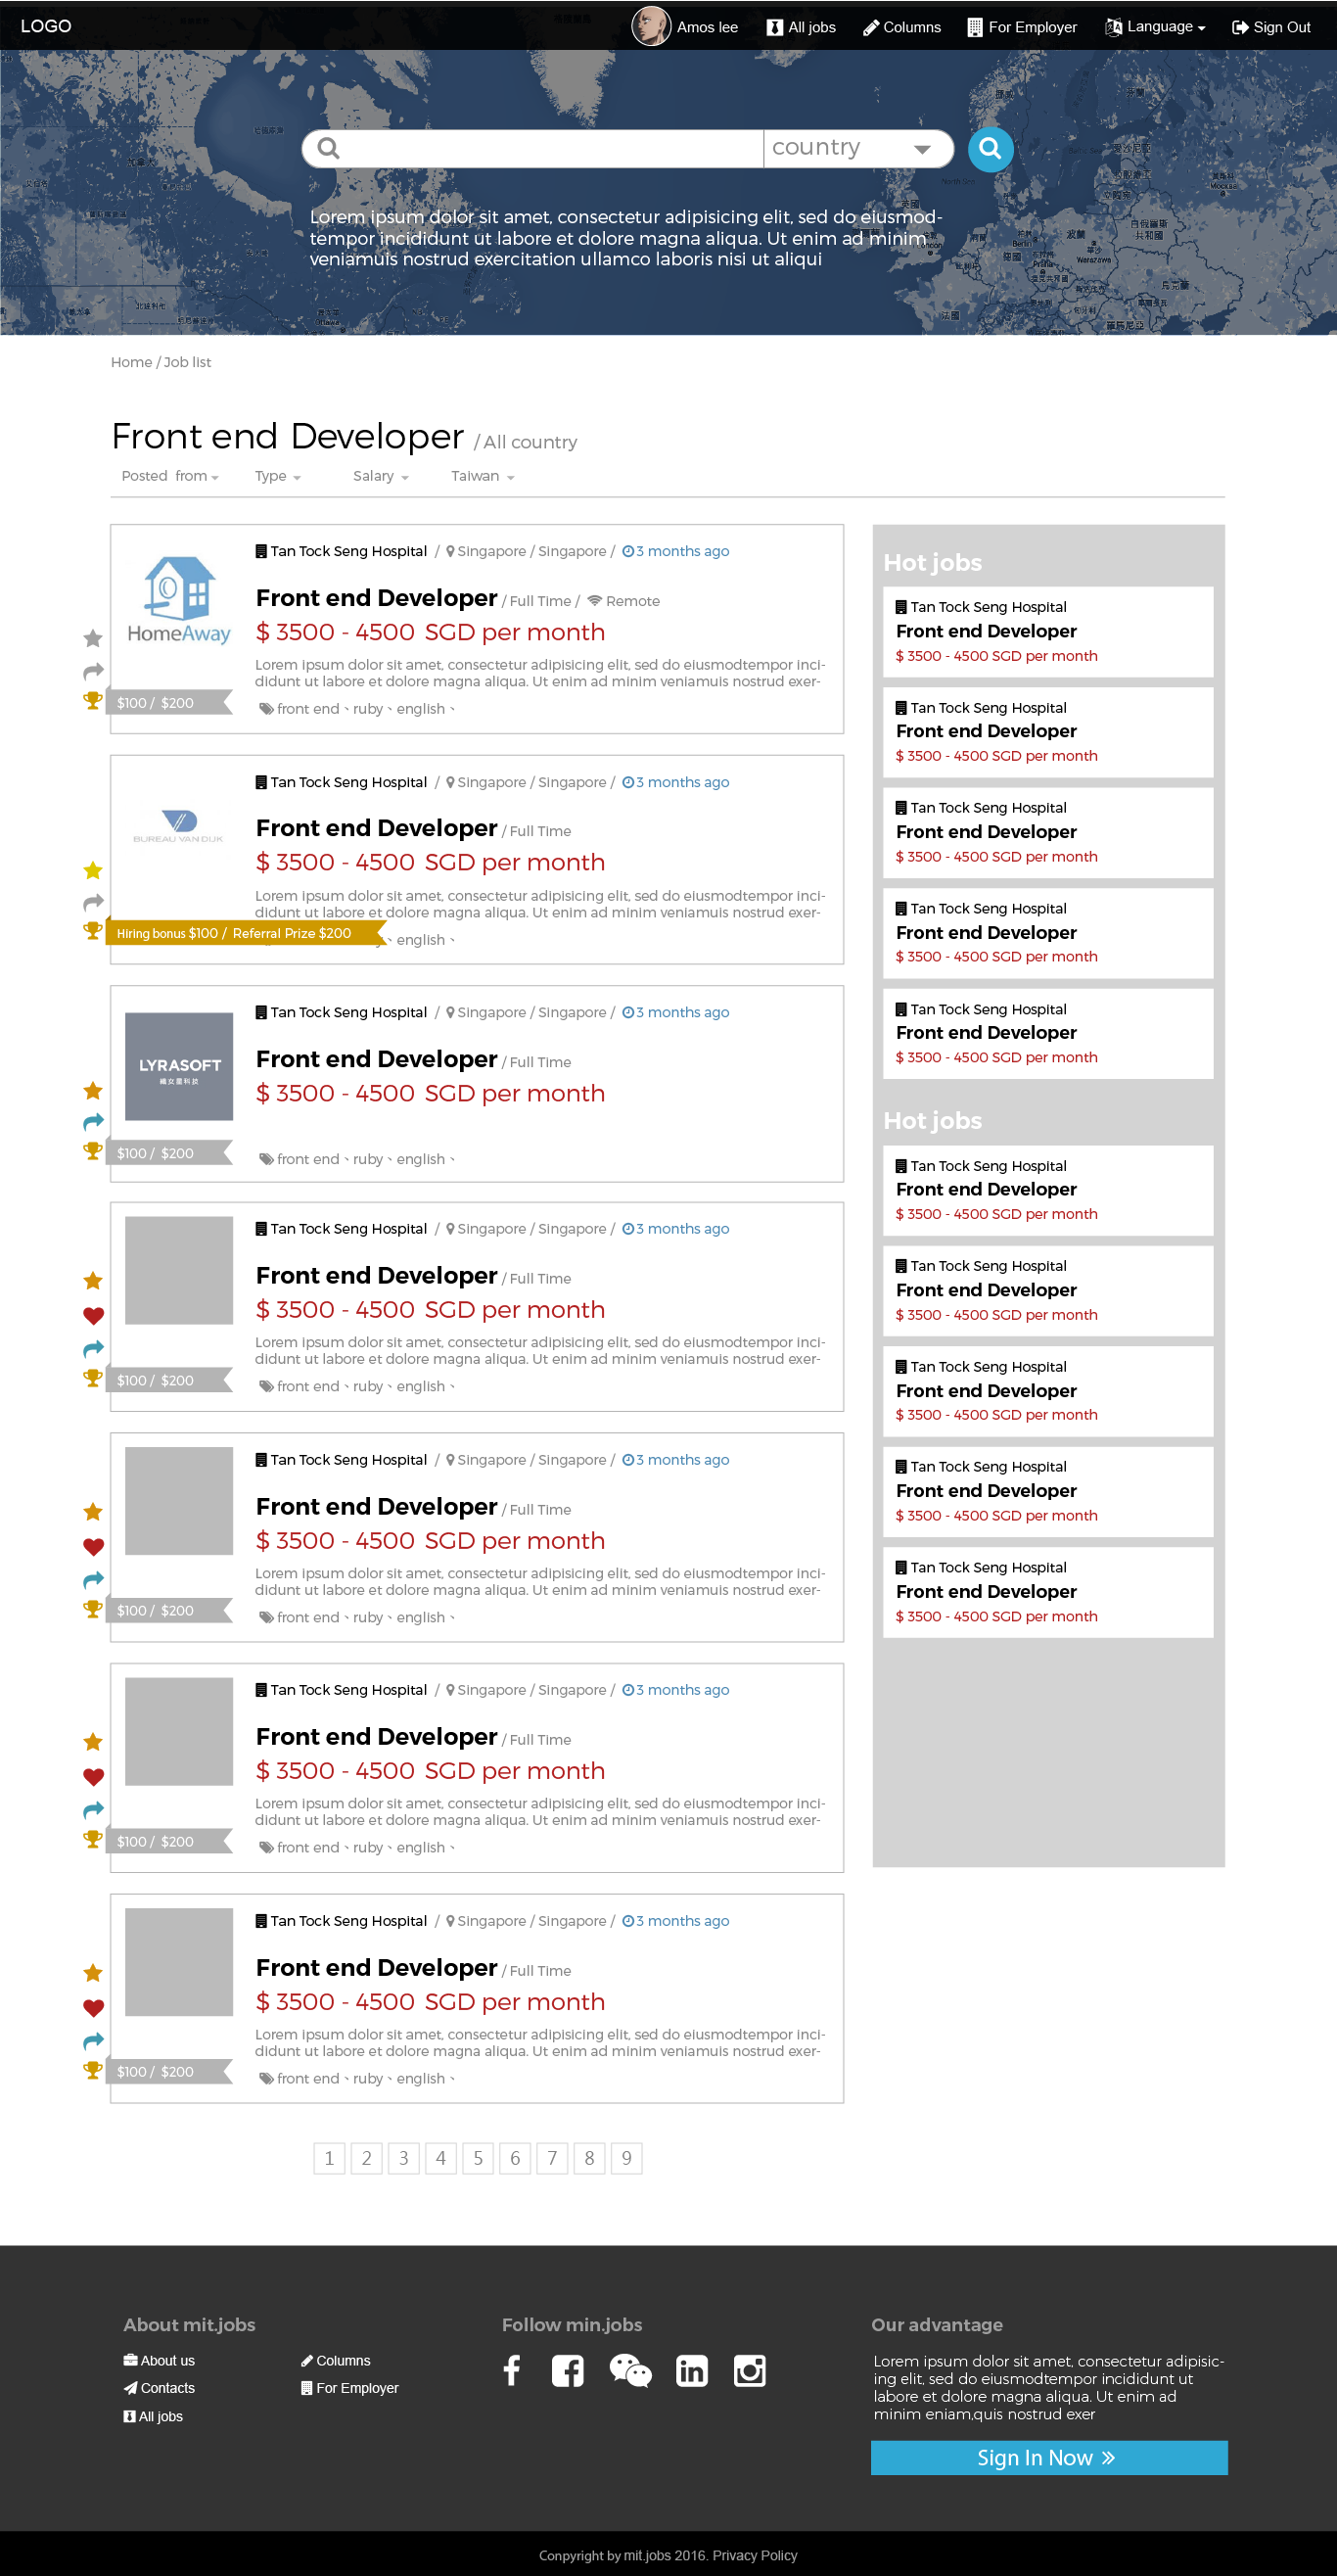 LOGO
Amos lee
All jobs
Columns
For Employer
Language
Sign Out
country
Lorem ipsum dolor sit amet, consectetur adipisicing elit, sed do eiusmod-
tempor incididunt ut labore et dolore magna aliqua. Ut enim ad minim
veniamuis nostrud exercitation ullamco laboris nisi ut aliqui
Home / Job list
Front end Developer / All country
Posted from
Type
Salary
Taiwan
Tan Tock Seng Hospital / Singapore / Singapore / 3 months ago
HomeAway
Front end Developer / Full Time / Remote
$ 3500 - 4500 SGD per month
Lorem ipsum dolor sit amet, consectetur adipisicing elit, sed do eiusmodtempor inci-
didunt ut labore et dolore magna aliqua. Ut enim ad minim veniamuis nostrud exer-
$100 / $200
front end、ruby、english、
Tan Tock Seng Hospital / Singapore / Singapore / 3 months ago
BUREAU VAN DIJK
Front end Developer / Full Time
$ 3500 - 4500 SGD per month
Lorem ipsum dolor sit amet, consectetur adipisicing elit, sed do eiusmodtempor inci-
didunt ut labore et dolore magna aliqua. Ut enim ad minim veniamuis nostrud exer-
Hiring bonus $100 / Referral Prize $200
、english、
Tan Tock Seng Hospital / Singapore / Singapore / 3 months ago
LYRASOFT
織女星科技
Front end Developer / Full Time
$ 3500 - 4500 SGD per month
$100 / $200
front end、ruby、english、
Tan Tock Seng Hospital / Singapore / Singapore / 3 months ago
Front end Developer / Full Time
$ 3500 - 4500 SGD per month
Lorem ipsum dolor sit amet, consectetur adipisicing elit, sed do eiusmodtempor inci-
didunt ut labore et dolore magna aliqua. Ut enim ad minim veniamuis nostrud exer-
$100 / $200
front end、ruby、english、
Tan Tock Seng Hospital / Singapore / Singapore / 3 months ago
Front end Developer / Full Time
$ 3500 - 4500 SGD per month
Lorem ipsum dolor sit amet, consectetur adipisicing elit, sed do eiusmodtempor inci-
didunt ut labore et dolore magna aliqua. Ut enim ad minim veniamuis nostrud exer-
$100 / $200
front end、ruby、english、
Tan Tock Seng Hospital / Singapore / Singapore / 3 months ago
Front end Developer / Full Time
$ 3500 - 4500 SGD per month
Lorem ipsum dolor sit amet, consectetur adipisicing elit, sed do eiusmodtempor inci-
didunt ut labore et dolore magna aliqua. Ut enim ad minim veniamuis nostrud exer-
$100 / $200
front end、ruby、english、
Tan Tock Seng Hospital / Singapore / Singapore / 3 months ago
Front end Developer / Full Time
$ 3500 - 4500 SGD per month
Lorem ipsum dolor sit amet, consectetur adipisicing elit, sed do eiusmodtempor inci-
didunt ut labore et dolore magna aliqua. Ut enim ad minim veniamuis nostrud exer-
$100 / $200
front end、ruby、english、
Hot jobs
Tan Tock Seng Hospital
Front end Developer
$ 3500 - 4500 SGD per month
Tan Tock Seng Hospital
Front end Developer
$ 3500 - 4500 SGD per month
Tan Tock Seng Hospital
Front end Developer
$ 3500 - 4500 SGD per month
Tan Tock Seng Hospital
Front end Developer
$ 3500 - 4500 SGD per month
Tan Tock Seng Hospital
Front end Developer
$ 3500 - 4500 SGD per month
Hot jobs
Tan Tock Seng Hospital
Front end Developer
$ 3500 - 4500 SGD per month
Tan Tock Seng Hospital
Front end Developer
$ 3500 - 4500 SGD per month
Tan Tock Seng Hospital
Front end Developer
$ 3500 - 4500 SGD per month
Tan Tock Seng Hospital
Front end Developer
$ 3500 - 4500 SGD per month
Tan Tock Seng Hospital
Front end Developer
$ 3500 - 4500 SGD per month
1 2 3 4 5 6 7 8 9
About mit.jobs
About us
Contacts
All jobs
Columns
For Employer
Follow min.jobs
Our advantage
Lorem ipsum dolor sit amet, consectetur adipisic-
ing elit, sed do eiusmodtempor incididunt ut
labore et dolore magna aliqua. Ut enim ad
minim eniam,quis nostrud exer
Sign In Now »
Conpyright by mit.jobs 2016. Privacy Policy